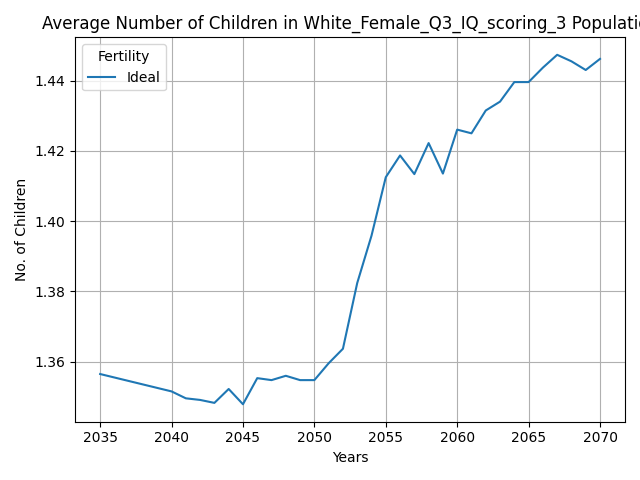 Average Number of Children in White_Female_Q3_IQ_scoring_3 Populatio
Fertility
Ideal
1.44
1.42
1.40
1.38
1.36
No. of Children
2035 2040 2045 2050 2055 2060 2065 2070
Years